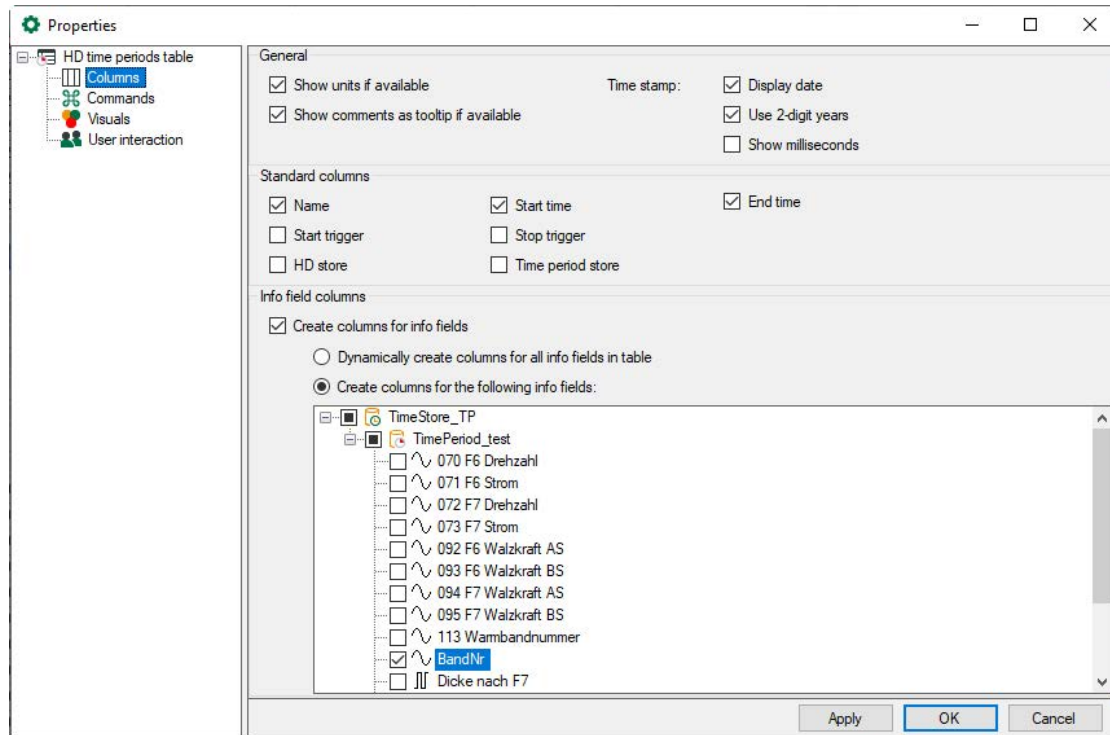 Properties
HD time periods table
Columns
Commands
Visuals
User interaction
General
Show units if available
Time stamp:
Display date
Show comments as tooltip if available
Use 2-digit years
Show milliseconds
Standard columns
Name
Start time
End time
Start trigger
Stop trigger
HD store
Time period store
Info field columns
Create columns for info fields
Dynamically create columns for all info fields in table
Create columns for the following info fields:
TimeStore_TP
TimePeriod_test
070 F6 Drehzahl
071 F6 Strom
072 F7 Drehzahl
073 F7 Strom
092 F6 Walzkraft AS
093 F6 Walzkraft BS
094 F7 Walzkraft AS
095 F7 Walzkraft BS
113 Warmbandnummer
BandNr
Dicke nach F7
Apply
OK
Cancel